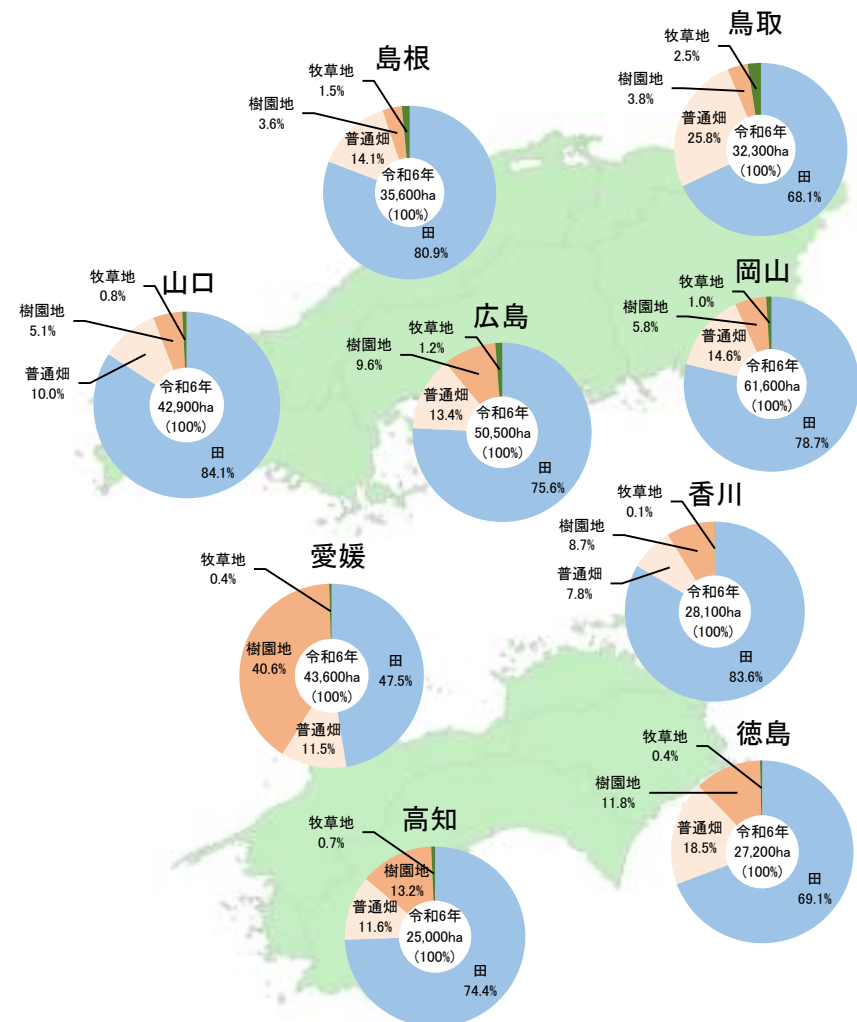 鳥取
牧草地
2.5%
樹園地
3.8%
普通畑
25.8%
令和6年
32,300ha
(100%)
田
68.1%
島根
牧草地
1.5%
樹園地
3.6%
普通畑
14.1%
令和6年
35,600ha
(100%)
田
80.9%
山口
牧草地
0.8%
樹園地
5.1%
普通畑
10.0%
令和6年
42,900ha
(100%)
田
84.1%
広島
牧草地
1.2%
樹園地
9.6%
普通畑
13.4%
令和6年
50,500ha
(100%)
田
75.6%
岡山
牧草地
1.0%
樹園地
5.8%
普通畑
14.6%
令和6年
61,600ha
(100%)
田
78.7%
香川
牧草地
0.1%
樹園地
8.7%
普通畑
7.8%
令和6年
28,100ha
(100%)
田
83.6%
愛媛
牧草地
0.4%
樹園地
40.6%
令和6年
43,600ha
(100%)
田
47.5%
普通畑
11.5%
徳島
牧草地
0.4%
樹園地
11.8%
普通畑
18.5%
令和6年
27,200ha
(100%)
田
69.1%
高知
牧草地
0.7%
樹園地
13.2%
普通畑
11.6%
令和6年
25,000ha
(100%)
田
74.4%